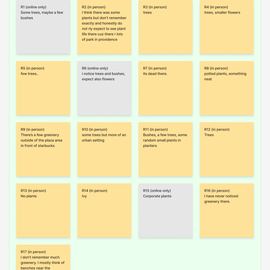 R1 (online only)
Some trees, maybe a few
bushes
R2 (in person)
I think there was some
plants but don't remember
exactly and honestly do
not rly expect to see plant
life there cuz there r lots
of park in providence
R3 (in person)
trees
R4 (in person)
trees, smaller flowers
R5 (in person)
few trees.
R6 (online only)
I notice trees and bushes,
expect also flowers
R7 (in person)
its dead there.
R8 (in person)
potted plants, something
neat
R9 (in person)
There's a few greenery
outside of the place area
in front of starbucks
R10 (in person)
some trees but more of an
urban setting
R11 (in person)
Bushes, a few trees, some
random small plants in
planters
R12 (in person)
Trees
R13 (in person)
No plants
R14 (in person)
Ivy
R15 (online only)
Corporate plants
R16 (in person)
I have never noticed
greenery there.
R17 (in person)
I don't remember much
greenery. I mostly think of